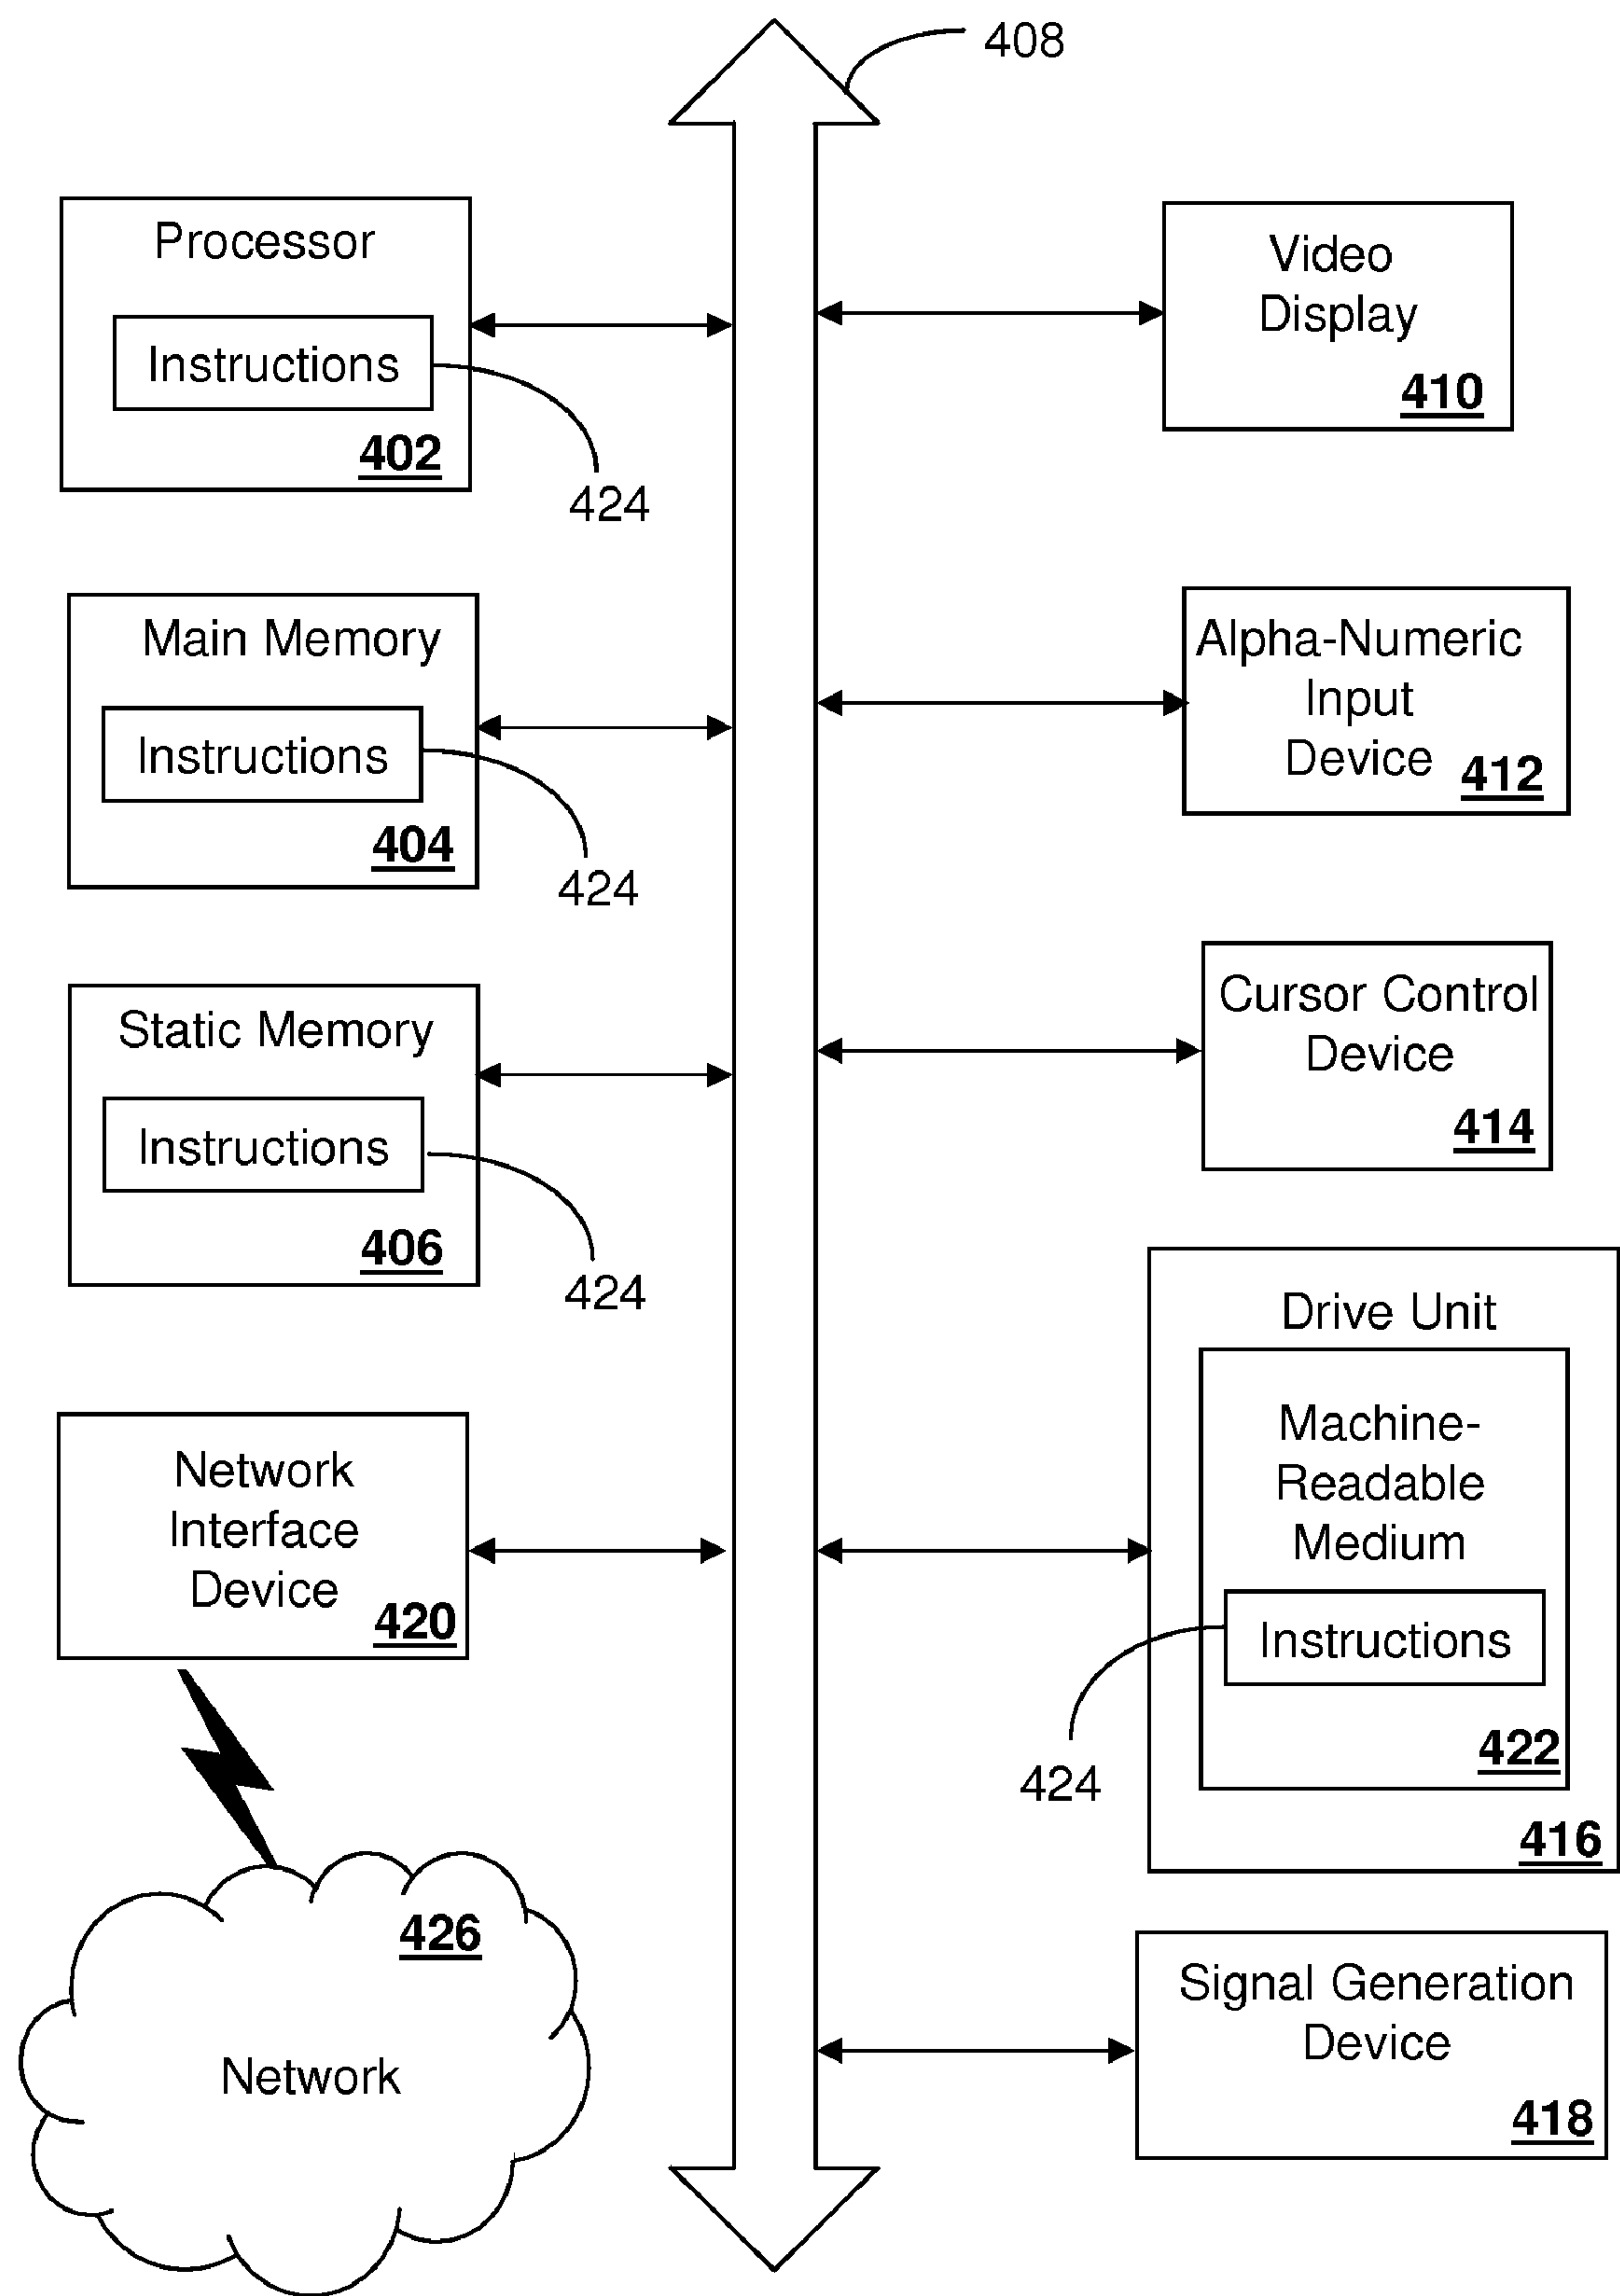 408
Processor
Instructions
402
424
Main Memory
Instructions
404
424
Static Memory
Instructions
406
424
Network
Interface
Device
420
426
Network
Video
Display
410
Alpha-Numeric
Input
Device
412
Cursor Control
Device
414
Drive Unit
Machine-
Readable
Medium
Instructions
422
424
416
Signal Generation
Device
418